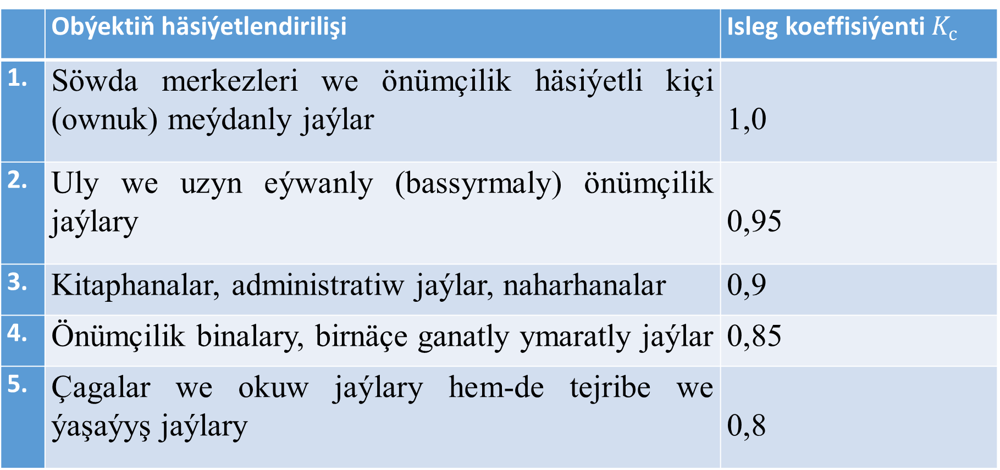 Obýektiň häsiýetlendirilişi Isleg koeffisiýenti K_c
1. Söwda merkezleri we önümçilik häsiýetli kiçi
(ownuk) meýdanly jaýlar 1,0
2. Uly we uzyn eýwanly (bassyrmaly) önümçilik
jaýlary 0,95
3. Kitaphanalar, administratiw jaýlar, naharhanalar 0,9
4. Önümçilik binalary, birnäçe ganatly ymaratly jaýlar 0,85
5. Çagalar we okuw jaýlary hem-de tejribe we
ýaşaýyş jaýlary 0,8